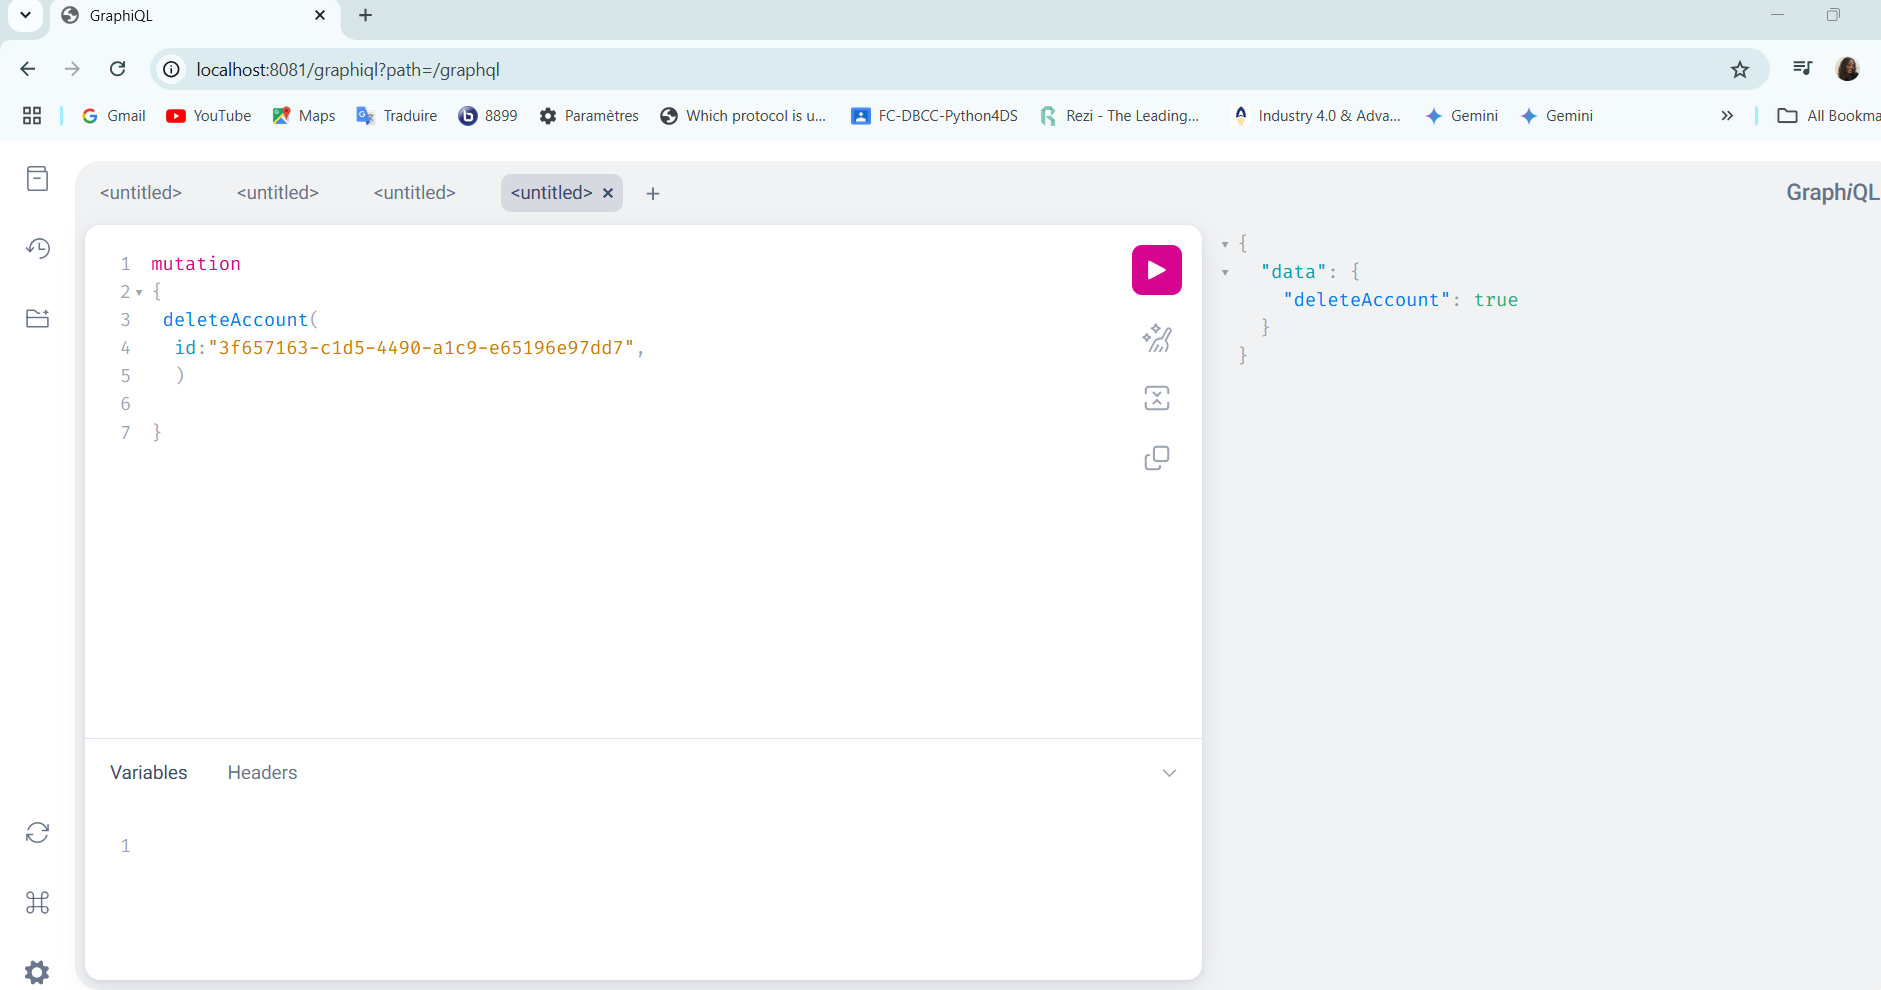 GraphiQL
localhost:8081/graphiql?path=/graphql
Gmail YouTube Maps Traduire 8899 Paramètres Which protocol is u... FC-DBCC-Python4DS Rezi - The Leading... Industry 4.0 & Adva... Gemini Gemini » All Bookma
<untitled> <untitled> <untitled> <untitled> GraphiQL
1 mutation
2 {
3 deleteAccount(
4 id:"3f657163-c1d5-4490-a1c9-e65196e97dd7",
5 )
6
7 }
{
"data": {
"deleteAccount": true
}
}
Variables Headers
1